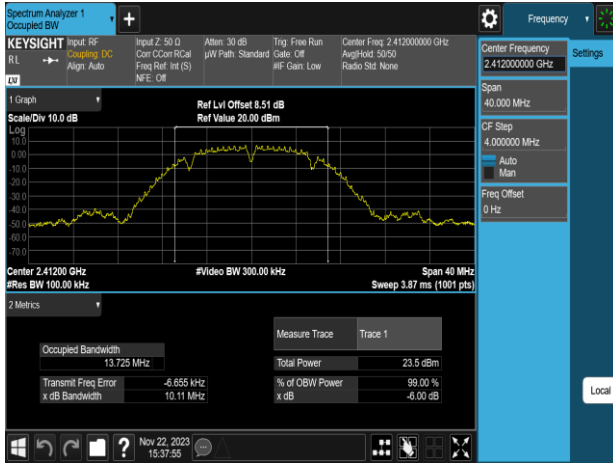 Spectrum Analyzer 1
Occupied BW
Frequency
KEYSIGHT
RL
LXI
Input: RF
Coupling: DC
Align: Auto
Input Z: 50 Ω
Corr CCorr RCal
Freq Ref: Int (S)
NFE: Off
Atten: 30 dB
µW Path: Standard
Trig: Free Run
Gate: Off
#IF Gain: Low
Center Freq: 2.412000000 GHz
Avg|Hold: 50/50
Radio Std: None
Center Frequency
2.412000000 GHz
Settings
Span
40.000 MHz
CF Step
4.000000 MHz
Auto
Man
Freq Offset
0 Hz
Local
1 Graph
Scale/Div 10.0 dB
Ref Lvl Offset 8.51 dB
Ref Value 20.00 dBm
Log
10.0
0.00
-10.0
-20.0
-30.0
-40.0
-50.0
-60.0
-70.0
Center 2.41200 GHz
#Res BW 100.00 kHz
#Video BW 300.00 kHz
Span 40 MHz
Sweep 3.87 ms (1001 pts)
2 Metrics
Measure Trace Trace 1
Occupied Bandwidth
13.725 MHz
Total Power 23.5 dBm
Transmit Freq Error -6.655 kHz
% of OBW Power 99.00 %
x dB Bandwidth 10.11 MHz
x dB -6.00 dB
?
Nov 22, 2023
15:37:55